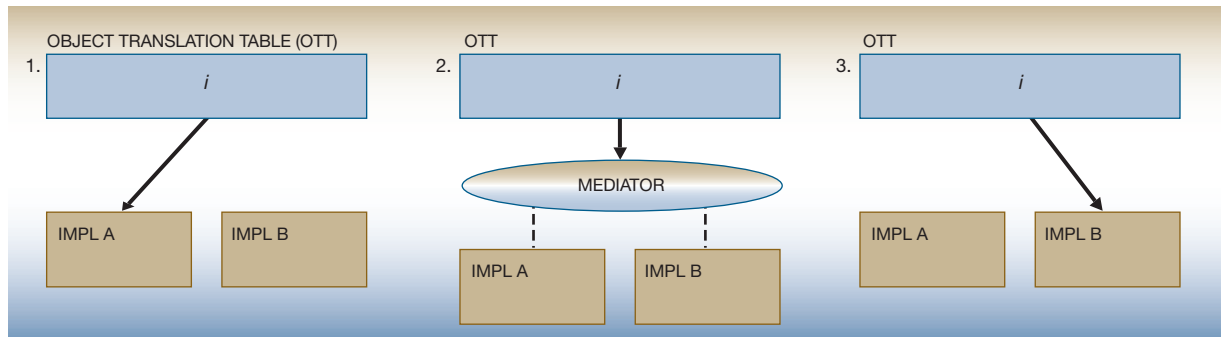 OBJECT TRANSLATION TABLE (OTT)
1.
i
IMPL A
IMPL B
OTT
2.
i
MEDIATOR
IMPL A
IMPL B
OTT
3.
i
IMPL A
IMPL B